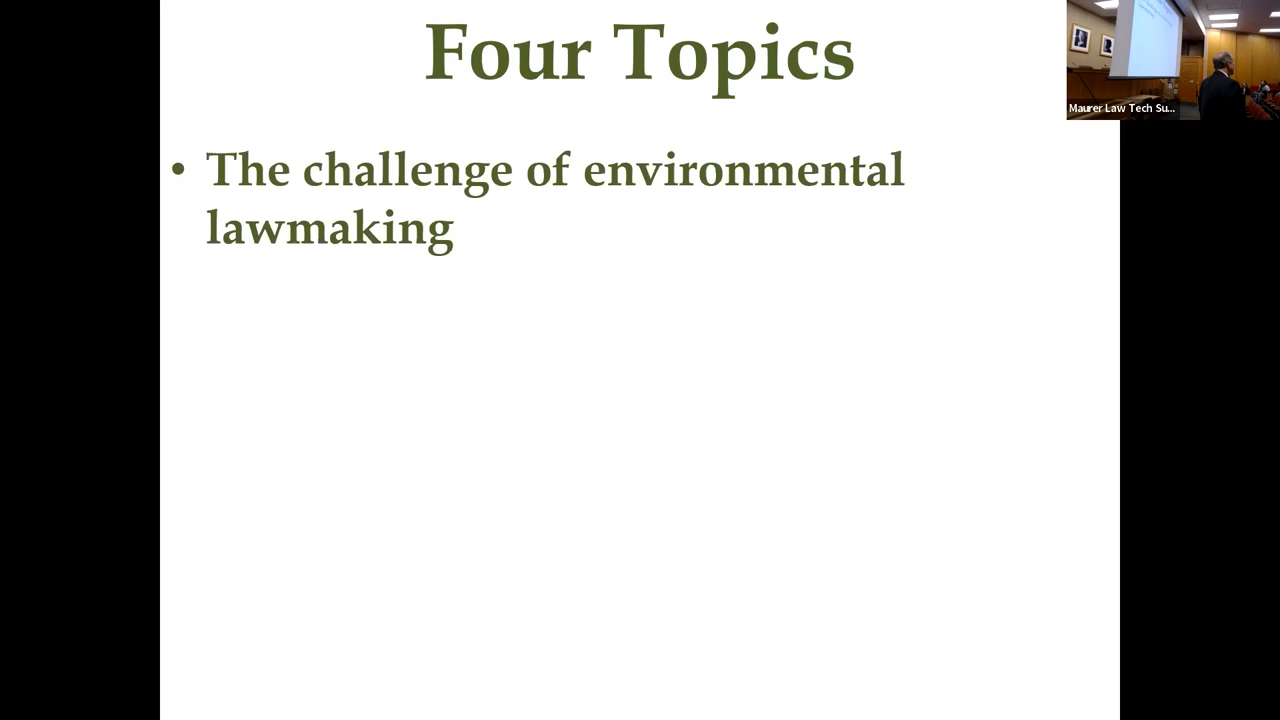 Four Topics
• The challenge of environmental
lawmaking
Maurer Law Tech Su...